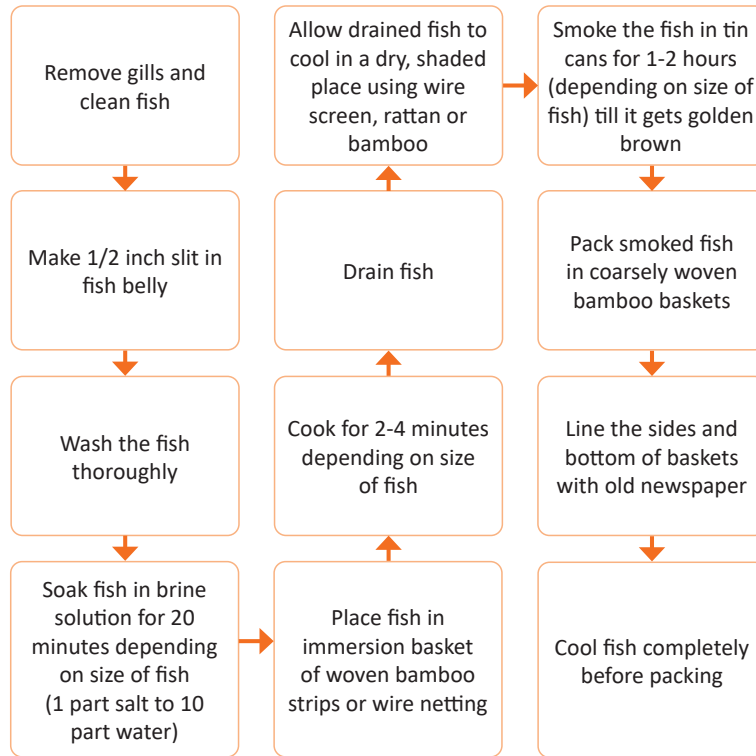 Remove gills and
clean fish
Make 1/2 inch slit in
fish belly
Wash the fish
thoroughly
Soak fish in brine
solution for 20
minutes depending
on size of fish
(1 part salt to 10
part water)
Place fish in
immersion basket
of woven bamboo
strips or wire netting
Cook for 2-4 minutes
depending on size
of fish
Drain fish
Allow drained fish to
cool in a dry, shaded
place using wire
screen, rattan or
bamboo
Smoke the fish in tin
cans for 1-2 hours
(depending on size of
fish) till it gets golden
brown
Pack smoked fish
in coarsely woven
bamboo baskets
Line the sides and
bottom of baskets
with old newspaper
Cool fish completely
before packing